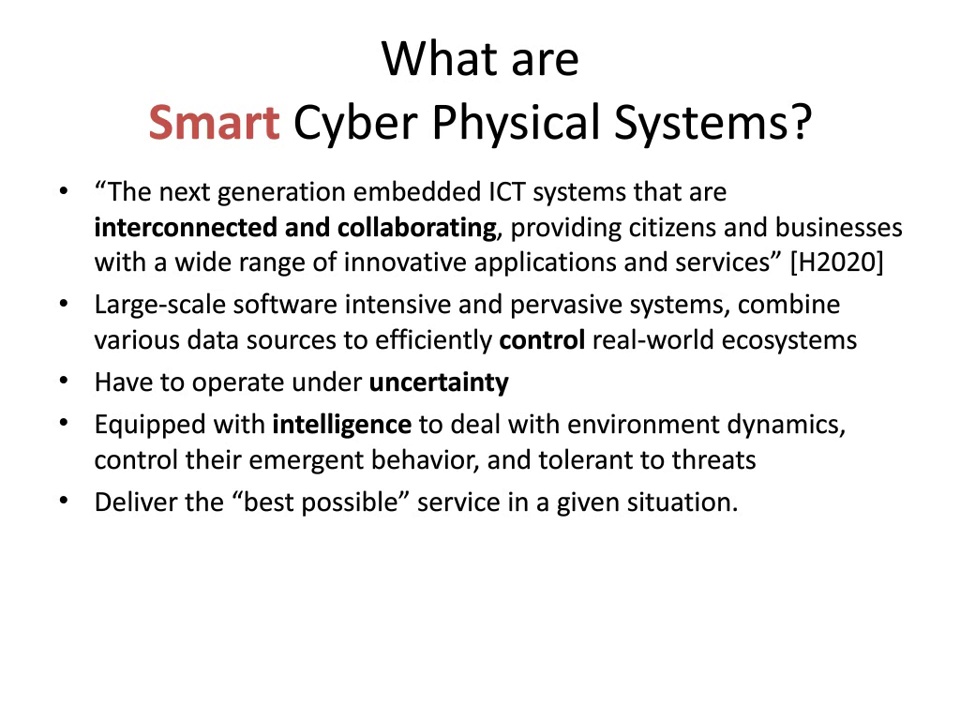 What are
Smart Cyber Physical Systems?
• “The next generation embedded ICT systems that are
interconnected and collaborating, providing citizens and businesses
with a wide range of innovative applications and services” [H2020]
• Large-scale software intensive and pervasive systems, combine
various data sources to efficiently control real-world ecosystems
• Have to operate under uncertainty
• Equipped with intelligence to deal with environment dynamics,
control their emergent behavior, and tolerant to threats
• Deliver the “best possible” service in a given situation.